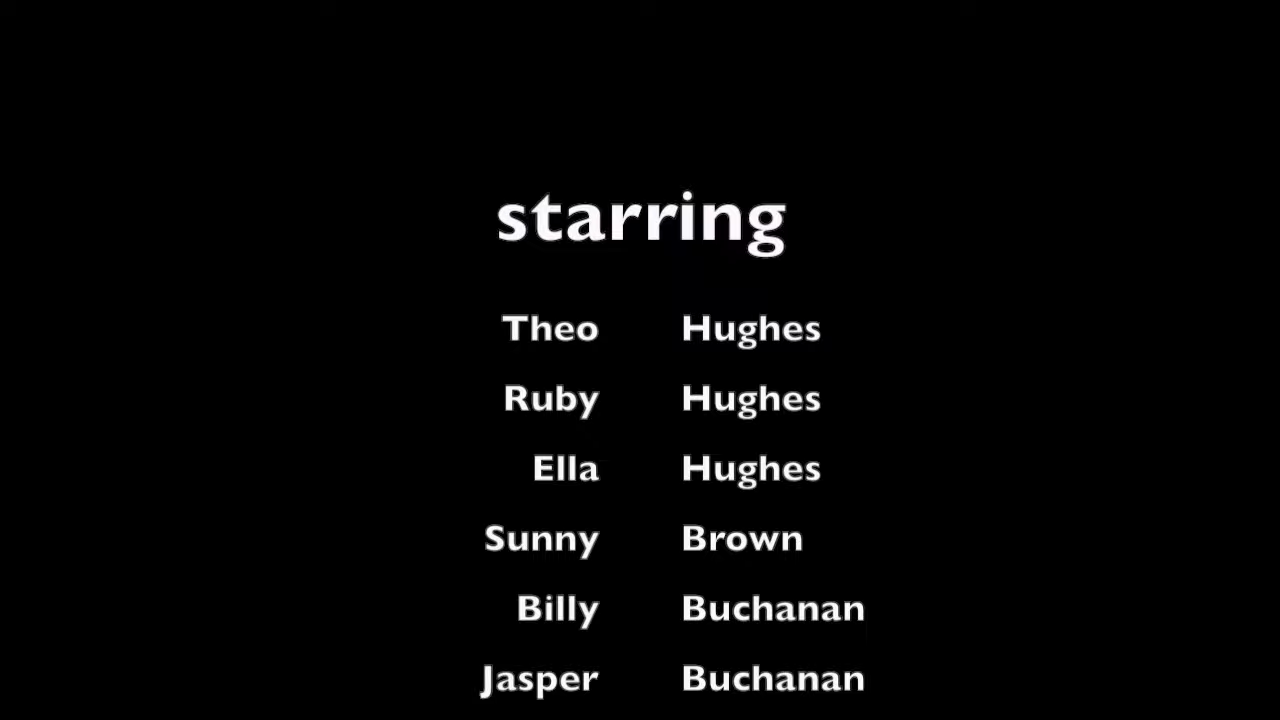 starring
Theo Hughes
Ruby Hughes
Ella Hughes
Sunny Brown
Billy Buchanan
Jasper Buchanan